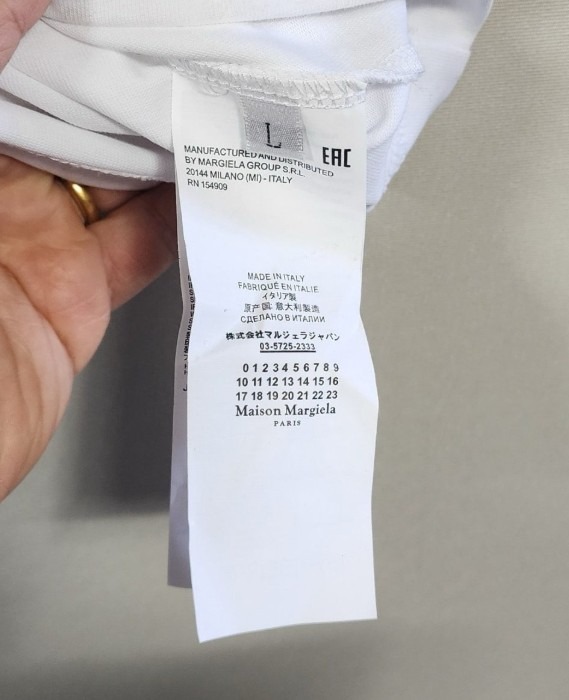 L
EAC
MANUFACTURED AND DISTRIBUTED
BY MARGIELA GROUP S.R.L.
20144 MILANO (MI) - ITALY
RN 154909
MADE IN ITALY
FABRIQUÉ EN ITALIE
イタリア製
原产国: 意大利製造
СДЕЛАНО В ИТАЛИИ
株式会社マルジェラジャパン
03-5725-2333
0 1 2 3 4 5 6 7 8 9
10 11 12 13 14 15 16
17 18 19 20 21 22 23
Maison Margiela
PARIS